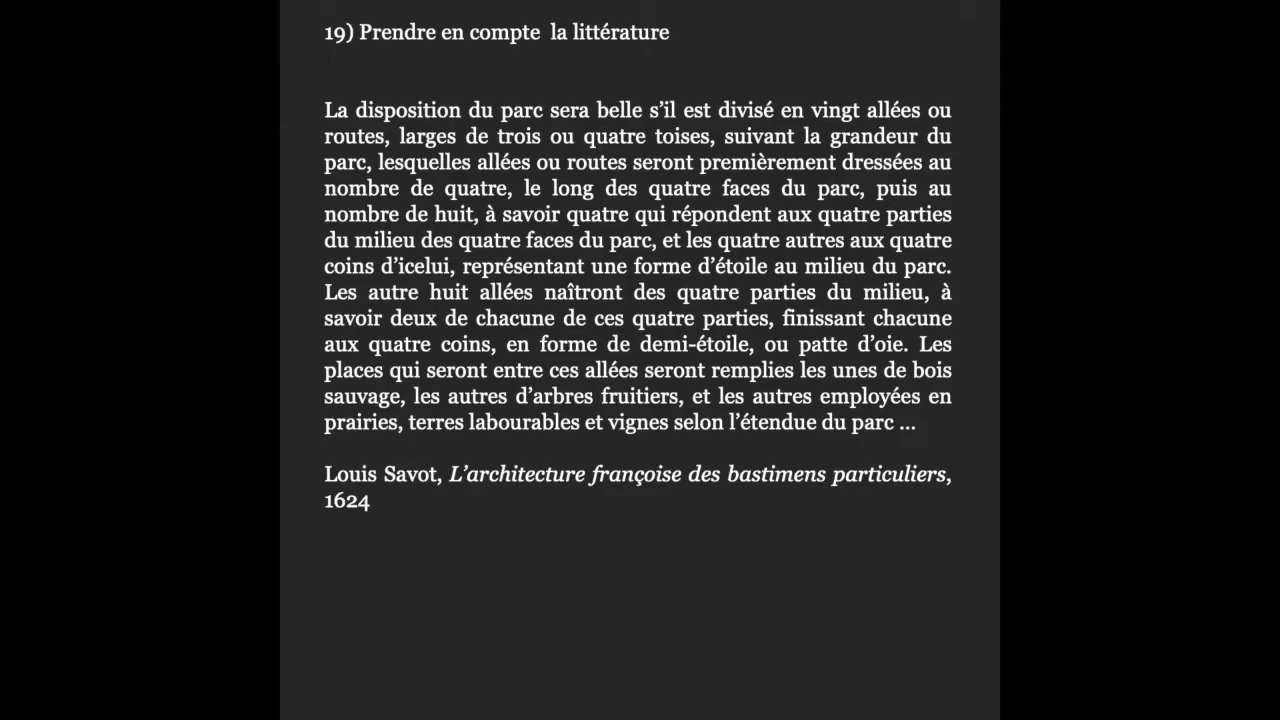 19) Prendre en compte  la littérature
La disposition du parc sera belle s’il est divisé en vingt allées ou
routes, larges de trois ou quatre toises, suivant la grandeur du
parc, lesquelles allées ou routes seront premièrement dressées au
nombre de quatre, le long des quatre faces du parc, puis au
nombre de huit, à savoir quatre qui répondent aux quatre parties
du milieu des quatre faces du parc, et les quatre autres aux quatre
coins d’icelui, représentant une forme d’étoile au milieu du parc.
Les autre huit allées naîtront des quatre parties du milieu, à
savoir deux de chacune de ces quatre parties, finissant chacune
aux quatre coins, en forme de demi-étoile, ou patte d’oie. Les
places qui seront entre ces allées seront remplies les unes de bois
sauvage, les autres d’arbres fruitiers, et les autres employées en
prairies, terres labourables et vignes selon l’étendue du parc ...
Louis Savot, L’architecture françoise des bastimens particuliers,
1624